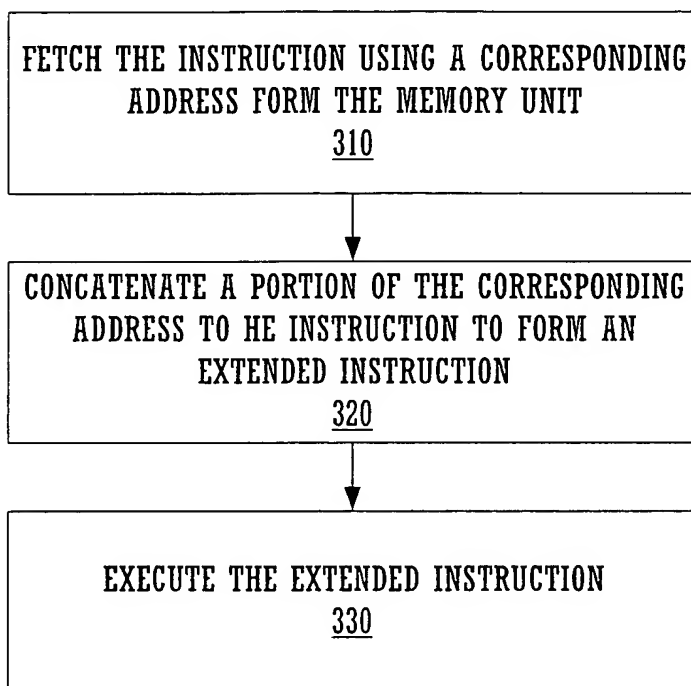 FETCH THE INSTRUCTION USING A CORRESPONDING
ADDRESS FORM THE MEMORY UNIT
310
CONCATENATE A PORTION OF THE CORRESPONDING
ADDRESS TO HE INSTRUCTION TO FORM AN
EXTENDED INSTRUCTION
320
EXECUTE THE EXTENDED INSTRUCTION
330